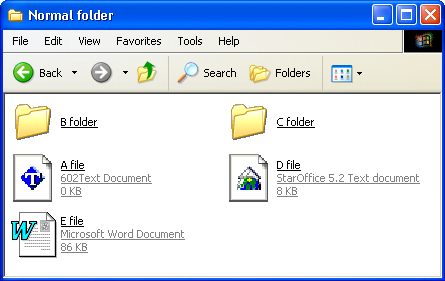 Normal folder
File Edit View Favorites Tools Help
Back Search Folders
B folder
C folder
A file
602Text Document
0 KB
D file
StarOffice 5.2 Text document
8 KB
E file
Microsoft Word Document
86 KB